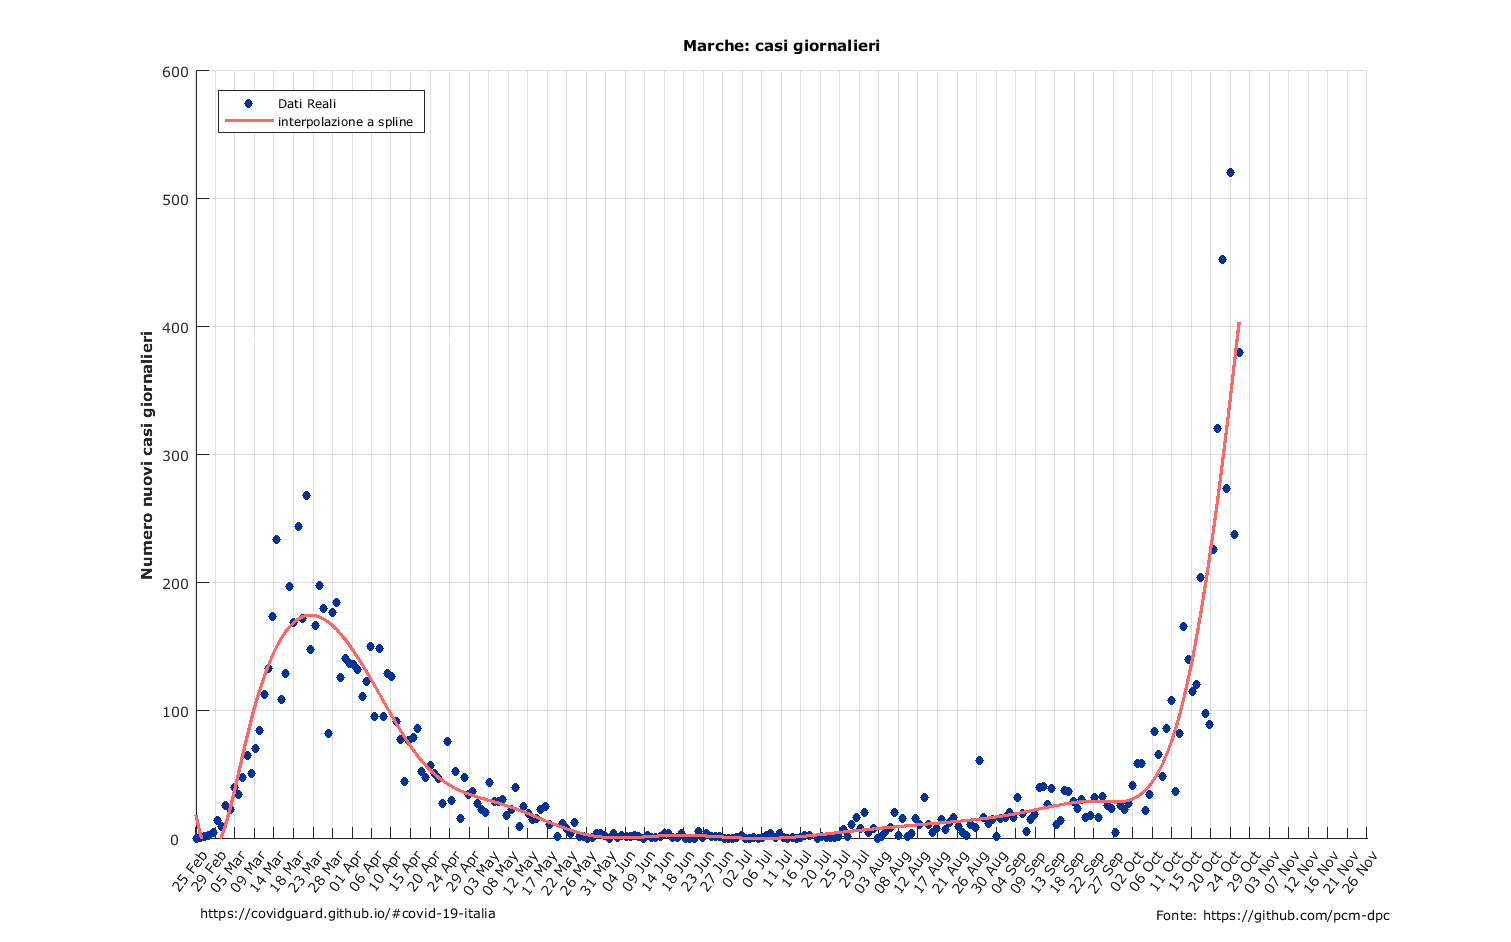 Marche: casi giornalieri
600
500
400
300
200
100
0
Numero nuovi casi giornalieri
Dati Reali
interpolazione a spline
25 Feb
29 Feb
05 Mar
09 Mar
14 Mar
18 Mar
23 Mar
28 Mar
01 Apr
06 Apr
10 Apr
15 Apr
20 Apr
24 Apr
29 Apr
03 May
08 May
12 May
17 May
22 May
26 May
31 May
04 Jun
09 Jun
14 Jun
18 Jun
23 Jun
27 Jun
02 Jul
06 Jul
11 Jul
16 Jul
20 Jul
25 Jul
29 Jul
03 Aug
08 Aug
12 Aug
17 Aug
21 Aug
26 Aug
30 Aug
04 Sep
09 Sep
13 Sep
18 Sep
22 Sep
27 Sep
02 Oct
06 Oct
11 Oct
15 Oct
20 Oct
24 Oct
29 Oct
03 Nov
07 Nov
12 Nov
16 Nov
21 Nov
26 Nov
https://covidguard.github.io/#covid-19-italia
Fonte: https://github.com/pcm-dpc